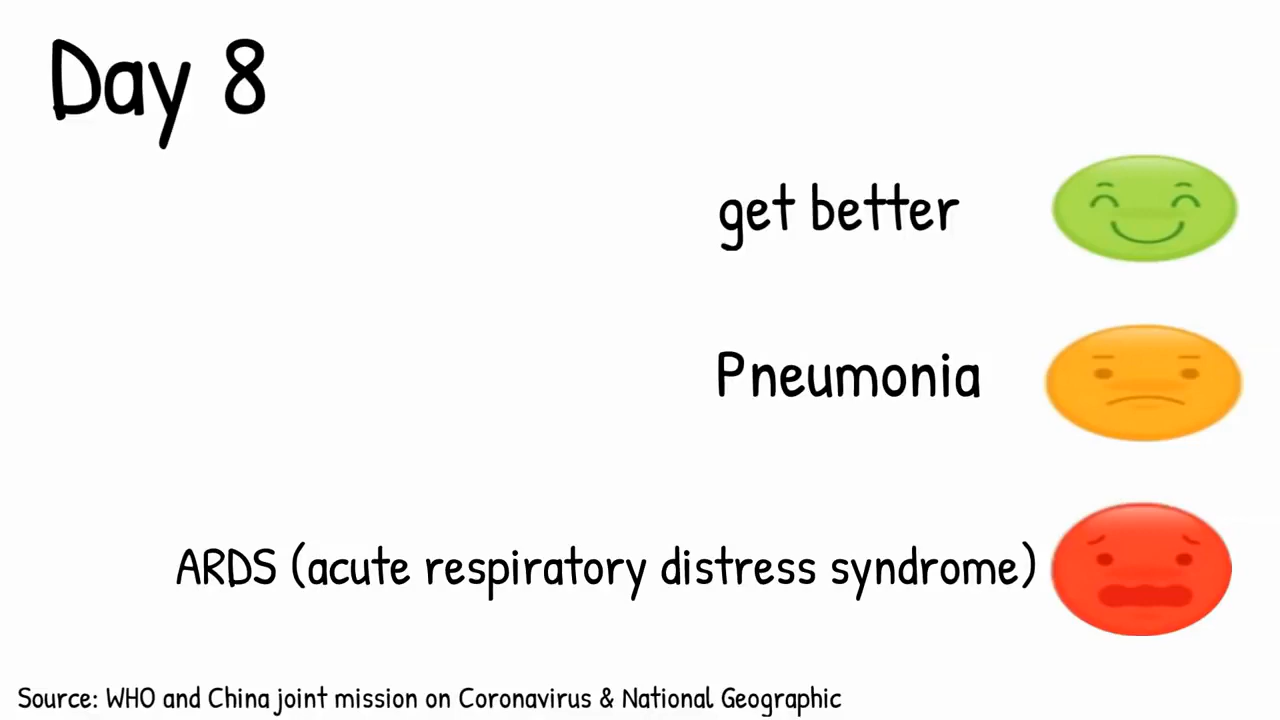 Day 8
get better
Pneumonia
ARDS (acute respiratory distress syndrome)
Source: WHO and China joint mission on Coronavirus & National Geographic